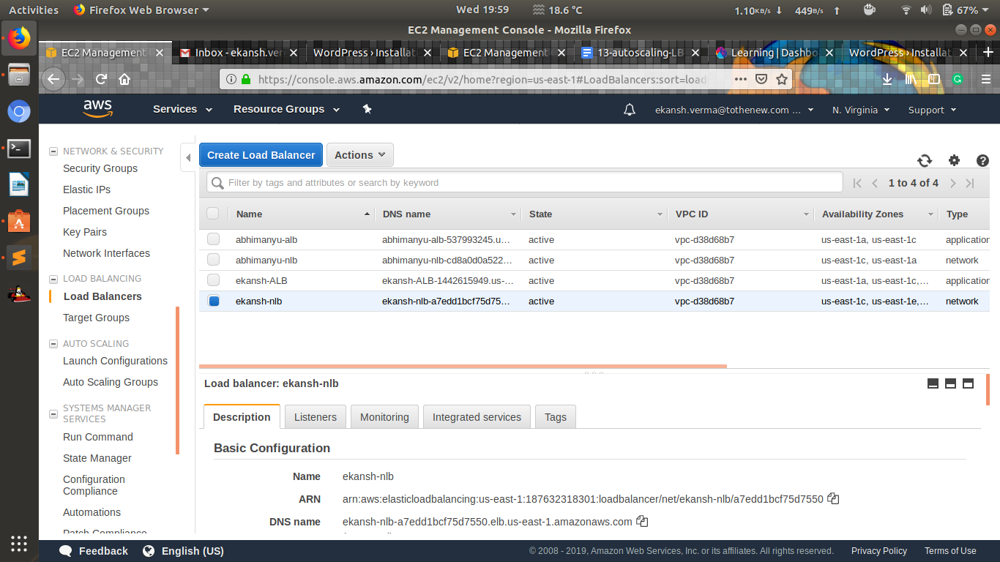 Activities Firefox Web Browser Wed 19:59 18.6 °C 1.10KB/s 449B/s 67%
EC2 Management Console - Mozilla Firefox
EC2 Management Inbox - ekansh.ver WordPress › Installat EC2 Management 13-autoscaling-LB Learning | Dashbo WordPress › Installat
https://console.aws.amazon.com/ec2/v2/home?region=us-east-1#LoadBalancers:sort=load
aws Services Resource Groups ekansh.verma@tothenew.com ... N. Virginia Support
NETWORK & SECURITY
Security Groups
Elastic IPs
Placement Groups
Key Pairs
Network Interfaces
LOAD BALANCING
Load Balancers
Target Groups
AUTO SCALING
Launch Configurations
Auto Scaling Groups
SYSTEMS MANAGER
SERVICES
Run Command
State Manager
Configuration
Compliance
Automations
Patch Compliance
Create Load Balancer Actions
Filter by tags and attributes or search by keyword 1 to 4 of 4
Name DNS name State VPC ID Availability Zones Type
abhimanyu-alb abhimanyu-alb-537993245.u… active vpc-d38d68b7 us-east-1a, us-east-1c application
abhimanyu-nlb abhimanyu-nlb-cd8a0d0a522… active vpc-d38d68b7 us-east-1c, us-east-1a network
ekansh-ALB ekansh-ALB-1442615949.us-… active vpc-d38d68b7 us-east-1a, us-east-1c,… application
ekansh-nlb ekansh-nlb-a7edd1bcf75d75… active vpc-d38d68b7 us-east-1c, us-east-1e,… network
Load balancer: ekansh-nlb
Description Listeners Monitoring Integrated services Tags
Basic Configuration
Name ekansh-nlb
ARN arn:aws:elasticloadbalancing:us-east-1:187632318301:loadbalancer/net/ekansh-nlb/a7edd1bcf75d7550
DNS name ekansh-nlb-a7edd1bcf75d7550.elb.us-east-1.amazonaws.com
Feedback English (US) © 2008 - 2019, Amazon Web Services, Inc. or its affiliates. All rights reserved. Privacy Policy Terms of Use